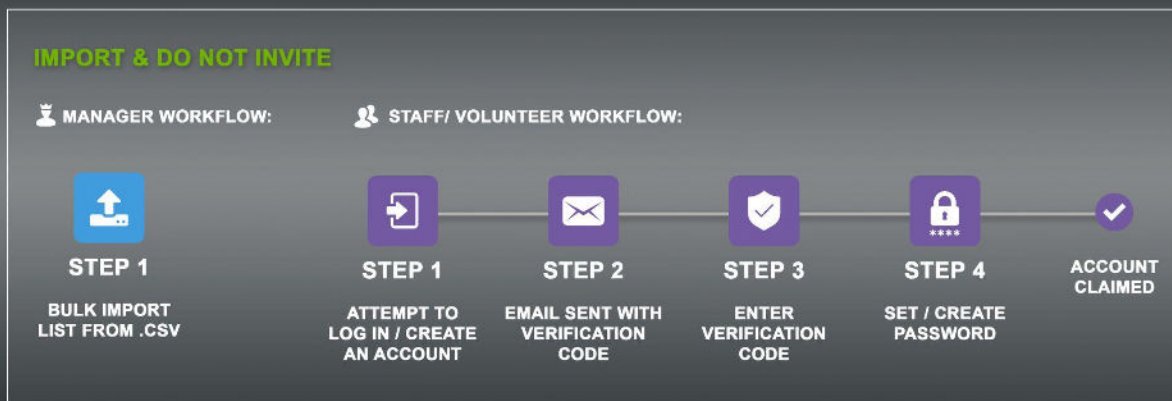 IMPORT & DO NOT INVITE
MANAGER WORKFLOW:
STAFF/ VOLUNTEER WORKFLOW:
STEP 1
BULK IMPORT
LIST FROM .CSV
STEP 1
ATTEMPT TO
LOG IN / CREATE
AN ACCOUNT
STEP 2
EMAIL SENT WITH
VERIFICATION
CODE
STEP 3
ENTER
VERIFICATION
CODE
****
STEP 4
SET / CREATE
PASSWORD
ACCOUNT
CLAIMED